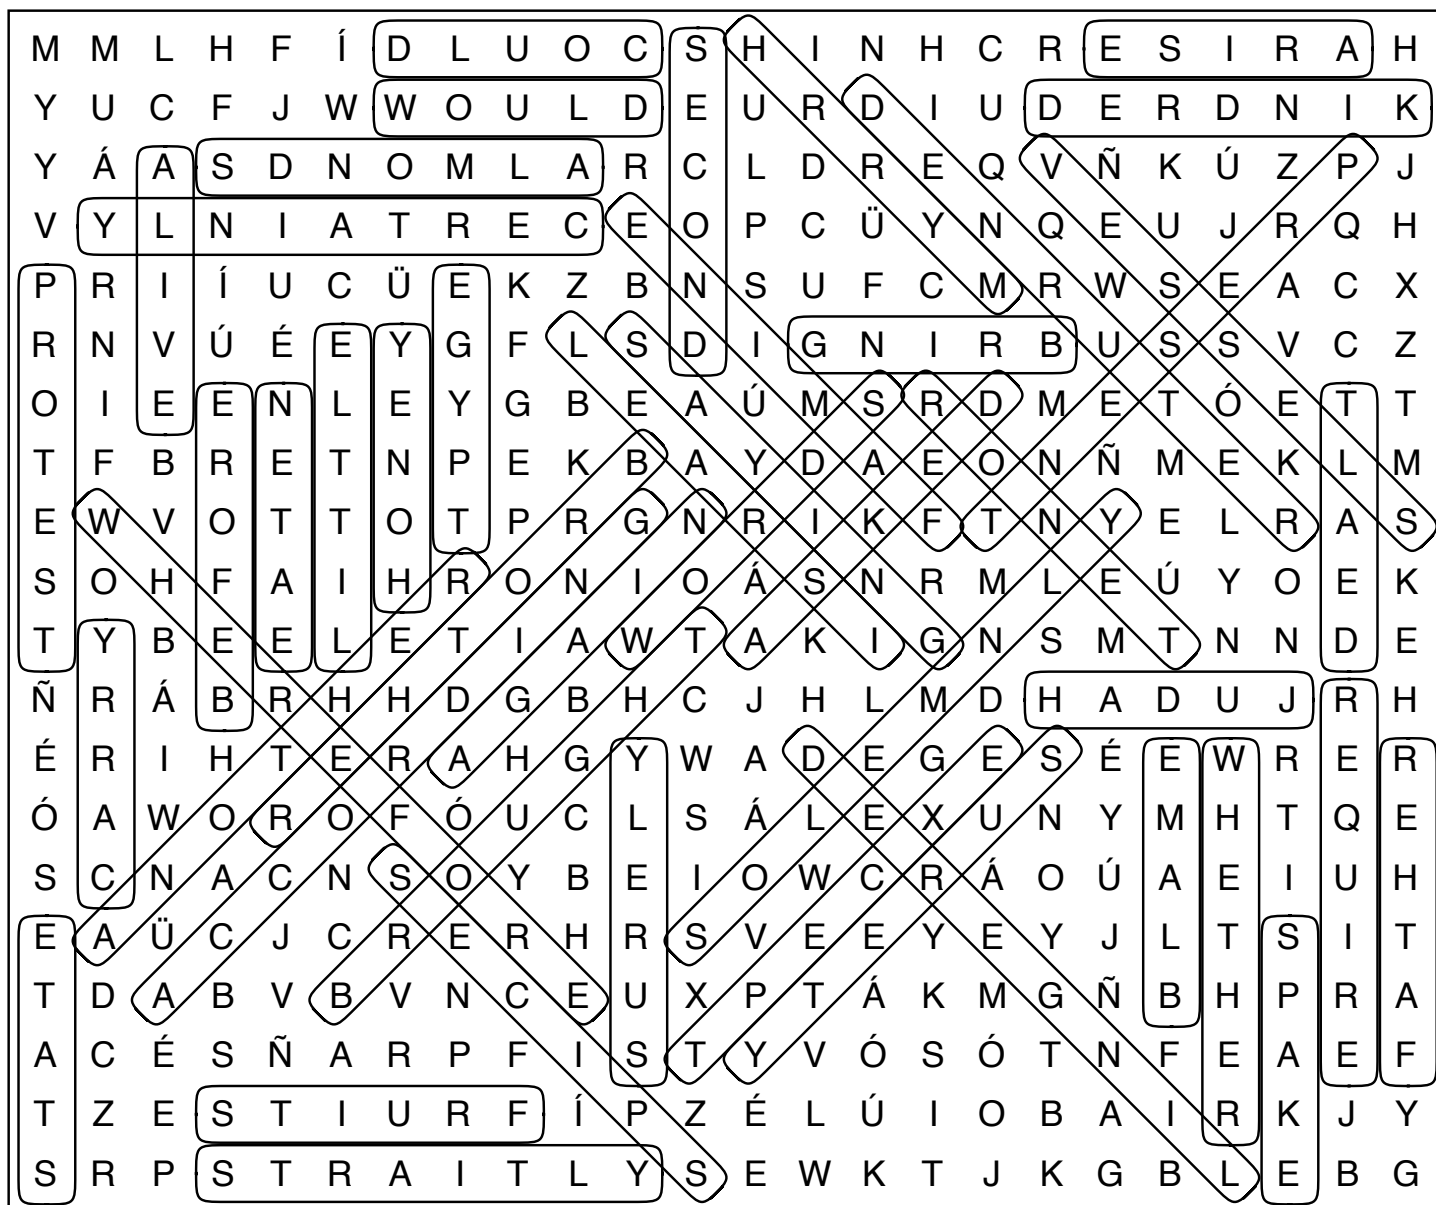 M M L H F Í D L U O C S H I N H C R E S I R A H
Y U C F J W W O U L D E U R D I U D E R D N I K
Y Á A S D N O M L A R C L D R E Q V Ñ K Ú Z P J
V Y L N I A T R E C E O P C Ü Y N Q E U J R Q H
P R I Í U C Ü E K Z B N S U F C M R W S E A C X
R N V Ú É E Y G F L S D I G N I R B U S S V C Z
O I E E N L E Y G B E A Ú M S R D M E T Ó E T T
T F B R E T N P E K B A Y D A E O N Ñ M E K L M
E W V O T T O T P R G N R I K F T N Y E L R A S
S O H F A I H R O N I O Á S N R M L E Ú Y O E K
T Y B E E L E T I A W T A K I G N S M T N N D E
Ñ R Á B R H H D G B H C J H L M D H A D U J R H
É R I H T E R A H G Y W A D E G E S É E W R E R
Ó A W O R O F Ó U C L S Á L E X U N Y M H T Q E
S C N A C N S O Y B E I O W C R Á O Ú A E I U H
E A Ü C J C R E R H R S V E E Y E Y J L T S I T
T D A B V B V N C E U X P T Á K M G Ñ B H P R A
A C É S Ñ A R P F I S T Y V Ó S Ó T N F E A E F
T Z E S T I U R F Í P Z É L Ú I O B A I R K J Y
S R P S T R A I T L Y S E W K T J K G B L E B G